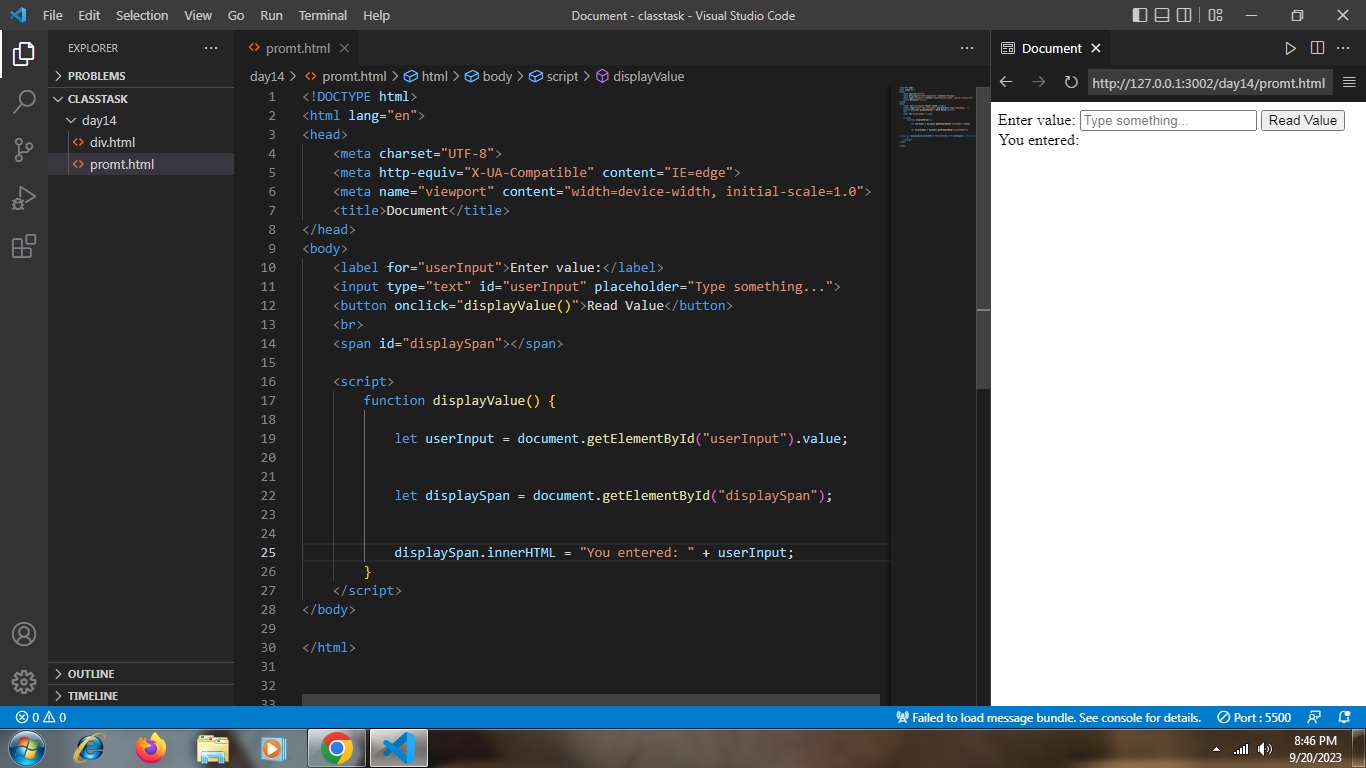 File Edit Selection View Go Run Terminal Help Document - classtask - Visual Studio Code
EXPLORER
PROBLEMS
CLASSTASK
day14
div.html
promt.html
OUTLINE
TIMELINE
promt.html
day14 > promt.html > html > body > script > displayValue
1 <!DOCTYPE html>
2 <html lang="en">
3 <head>
4 <meta charset="UTF-8">
5 <meta http-equiv="X-UA-Compatible" content="IE=edge">
6 <meta name="viewport" content="width=device-width, initial-scale=1.0">
7 <title>Document</title>
8 </head>
9 <body>
10 <label for="userInput">Enter value:</label>
11 <input type="text" id="userInput" placeholder="Type something...">
12 <button onclick="displayValue()">Read Value</button>
13 <br>
14 <span id="displaySpan"></span>
15
16 <script>
17 function displayValue() {
18
19 let userInput = document.getElementById("userInput").value;
20
21
22 let displaySpan = document.getElementById("displaySpan");
23
24
25 displaySpan.innerHTML = "You entered: " + userInput;
26 }
27 </script>
28 </body>
29
30 </html>
31
32
33
Document
http://127.0.0.1:3002/day14/promt.html
Enter value: Type something... Read Value
You entered:
0 0 Failed to load message bundle. See console for details. Port : 5500
8:46 PM
9/20/2023